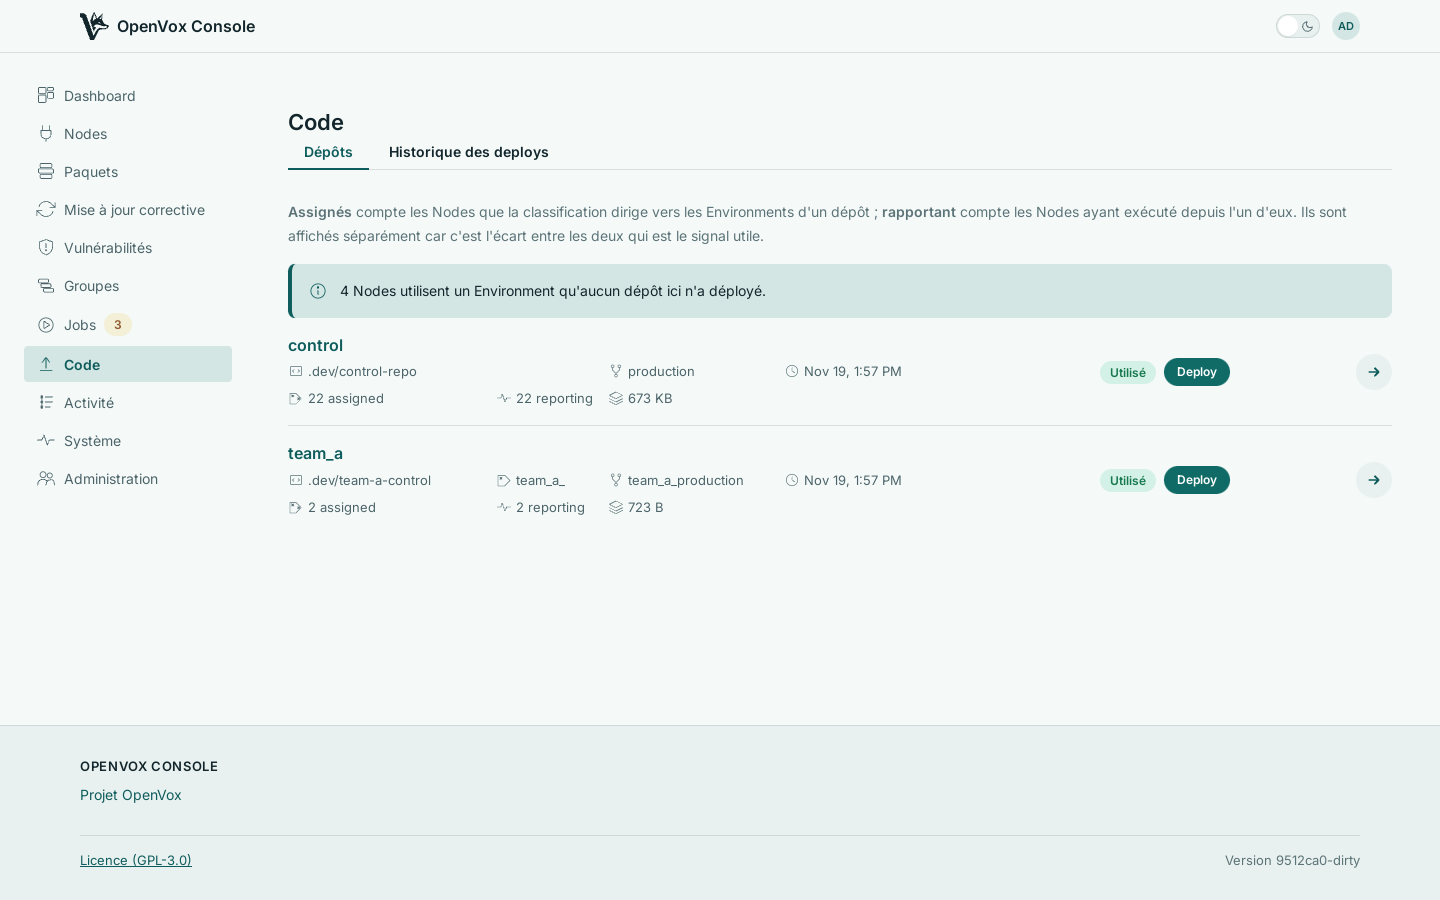 OpenVox Console
AD
Dashboard
Nodes
Paquets
Mise à jour corrective
Vulnérabilités
Groupes
Jobs 3
Code
Activité
Système
Administration
Code
Dépôts Historique des deploys
Assignés compte les Nodes que la classification dirige vers les Environments d'un dépôt ; rapportant compte les Nodes ayant exécuté depuis l'un d'eux. Ils sont
affichés séparément car c'est l'écart entre les deux qui est le signal utile.
4 Nodes utilisent un Environment qu'aucun dépôt ici n'a déployé.
control
.dev/control-repo production Nov 19, 1:57 PM Utilisé Deploy
22 assigned 22 reporting 673 KB
team_a
.dev/team-a-control team_a_ team_a_production Nov 19, 1:57 PM Utilisé Deploy
2 assigned 2 reporting 723 B
OPENVOX CONSOLE
Projet OpenVox
Licence (GPL-3.0) Version 9512ca0-dirty